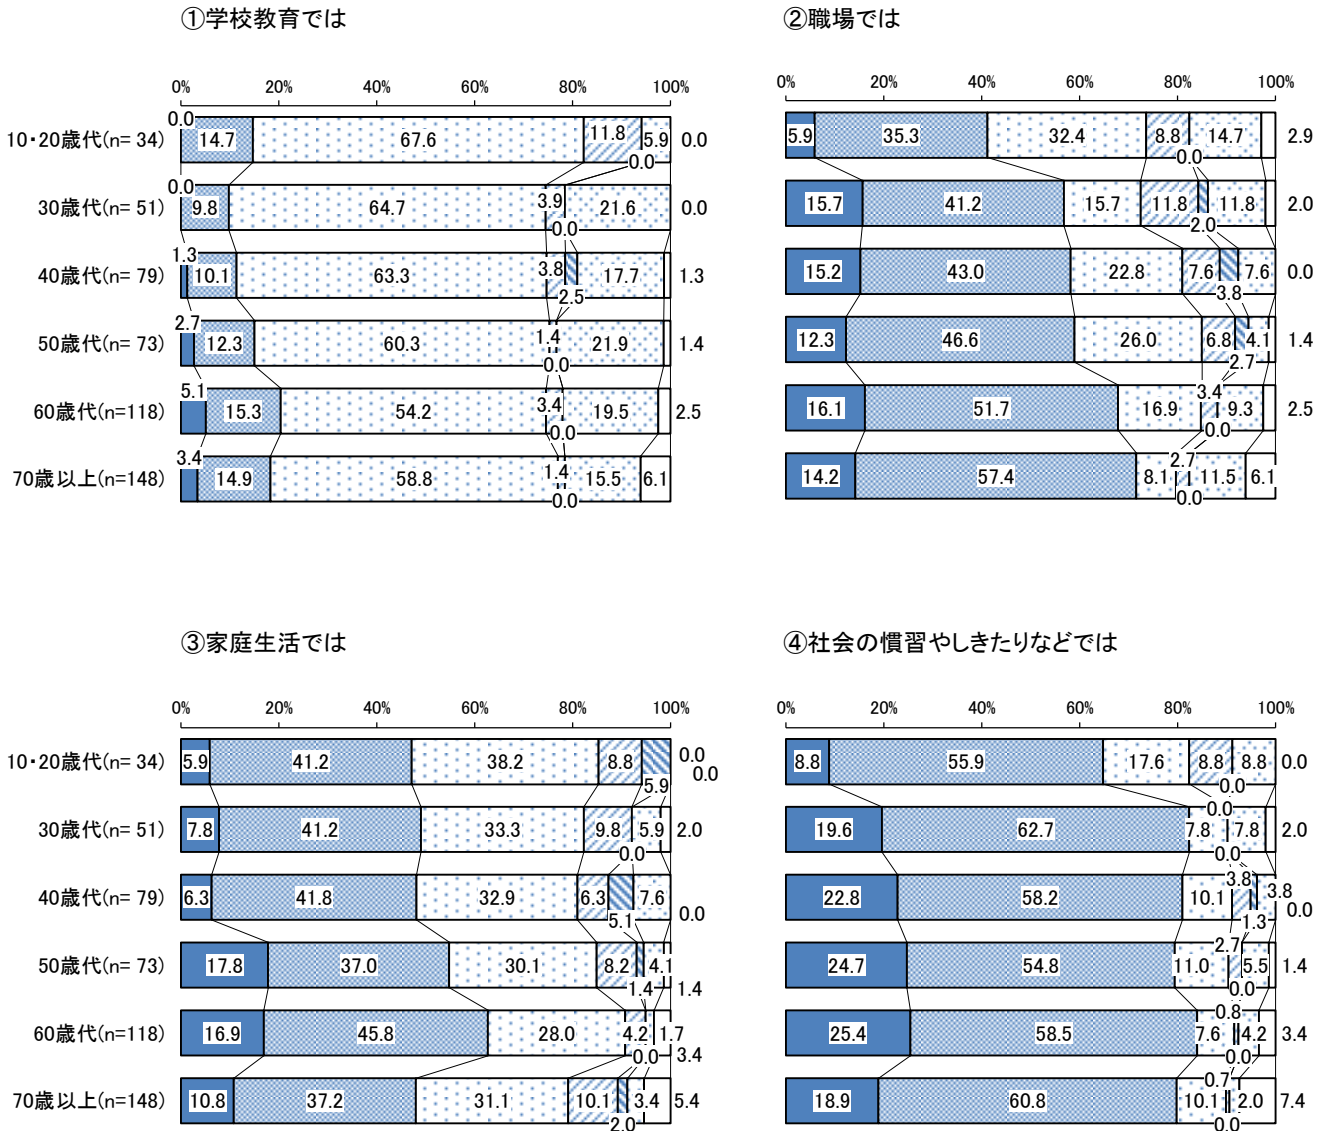 ①学校教育では
0% 20% 40% 60% 80% 100%
10・20歳代(n= 34) 0.0 14.7 67.6 11.8 0.0 5.9 0.0
30歳代(n= 51) 0.0 9.8 64.7 3.9 0.0 21.6 0.0
40歳代(n= 79) 1.3 10.1 63.3 3.8 2.5 17.7 1.3
50歳代(n= 73) 2.7 12.3 60.3 1.4 0.0 21.9 1.4
60歳代(n=118) 5.1 15.3 54.2 3.4 0.0 19.5 2.5
70歳以上(n=148) 3.4 14.9 58.8 1.4 0.0 15.5 6.1
②職場では
0% 20% 40% 60% 80% 100%
5.9 35.3 32.4 8.8 0.0 14.7 2.9
15.7 41.2 15.7 11.8 2.0 11.8 2.0
15.2 43.0 22.8 7.6 3.8 7.6 0.0
12.3 46.6 26.0 6.8 2.7 4.1 1.4
16.1 51.7 16.9 3.4 0.0 9.3 2.5
14.2 57.4 8.1 2.7 0.0 11.5 6.1
③家庭生活では
0% 20% 40% 60% 80% 100%
10・20歳代(n= 34) 5.9 41.2 38.2 8.8 5.9 0.0 0.0
30歳代(n= 51) 7.8 41.2 33.3 9.8 0.0 5.9 2.0
40歳代(n= 79) 6.3 41.8 32.9 6.3 5.1 7.6 0.0
50歳代(n= 73) 17.8 37.0 30.1 8.2 1.4 4.1 1.4
60歳代(n=118) 16.9 45.8 28.0 4.2 0.0 1.7 3.4
70歳以上(n=148) 10.8 37.2 31.1 10.1 2.0 3.4 5.4
④社会の慣習やしきたりなどでは
0% 20% 40% 60% 80% 100%
8.8 55.9 17.6 8.8 0.0 8.8 0.0
19.6 62.7 7.8 0.0 0.0 7.8 2.0
22.8 58.2 10.1 3.8 1.3 3.8 0.0
24.7 54.8 11.0 2.7 0.0 5.5 1.4
25.4 58.5 7.6 0.8 0.0 4.2 3.4
18.9 60.8 10.1 0.7 0.0 2.0 7.4